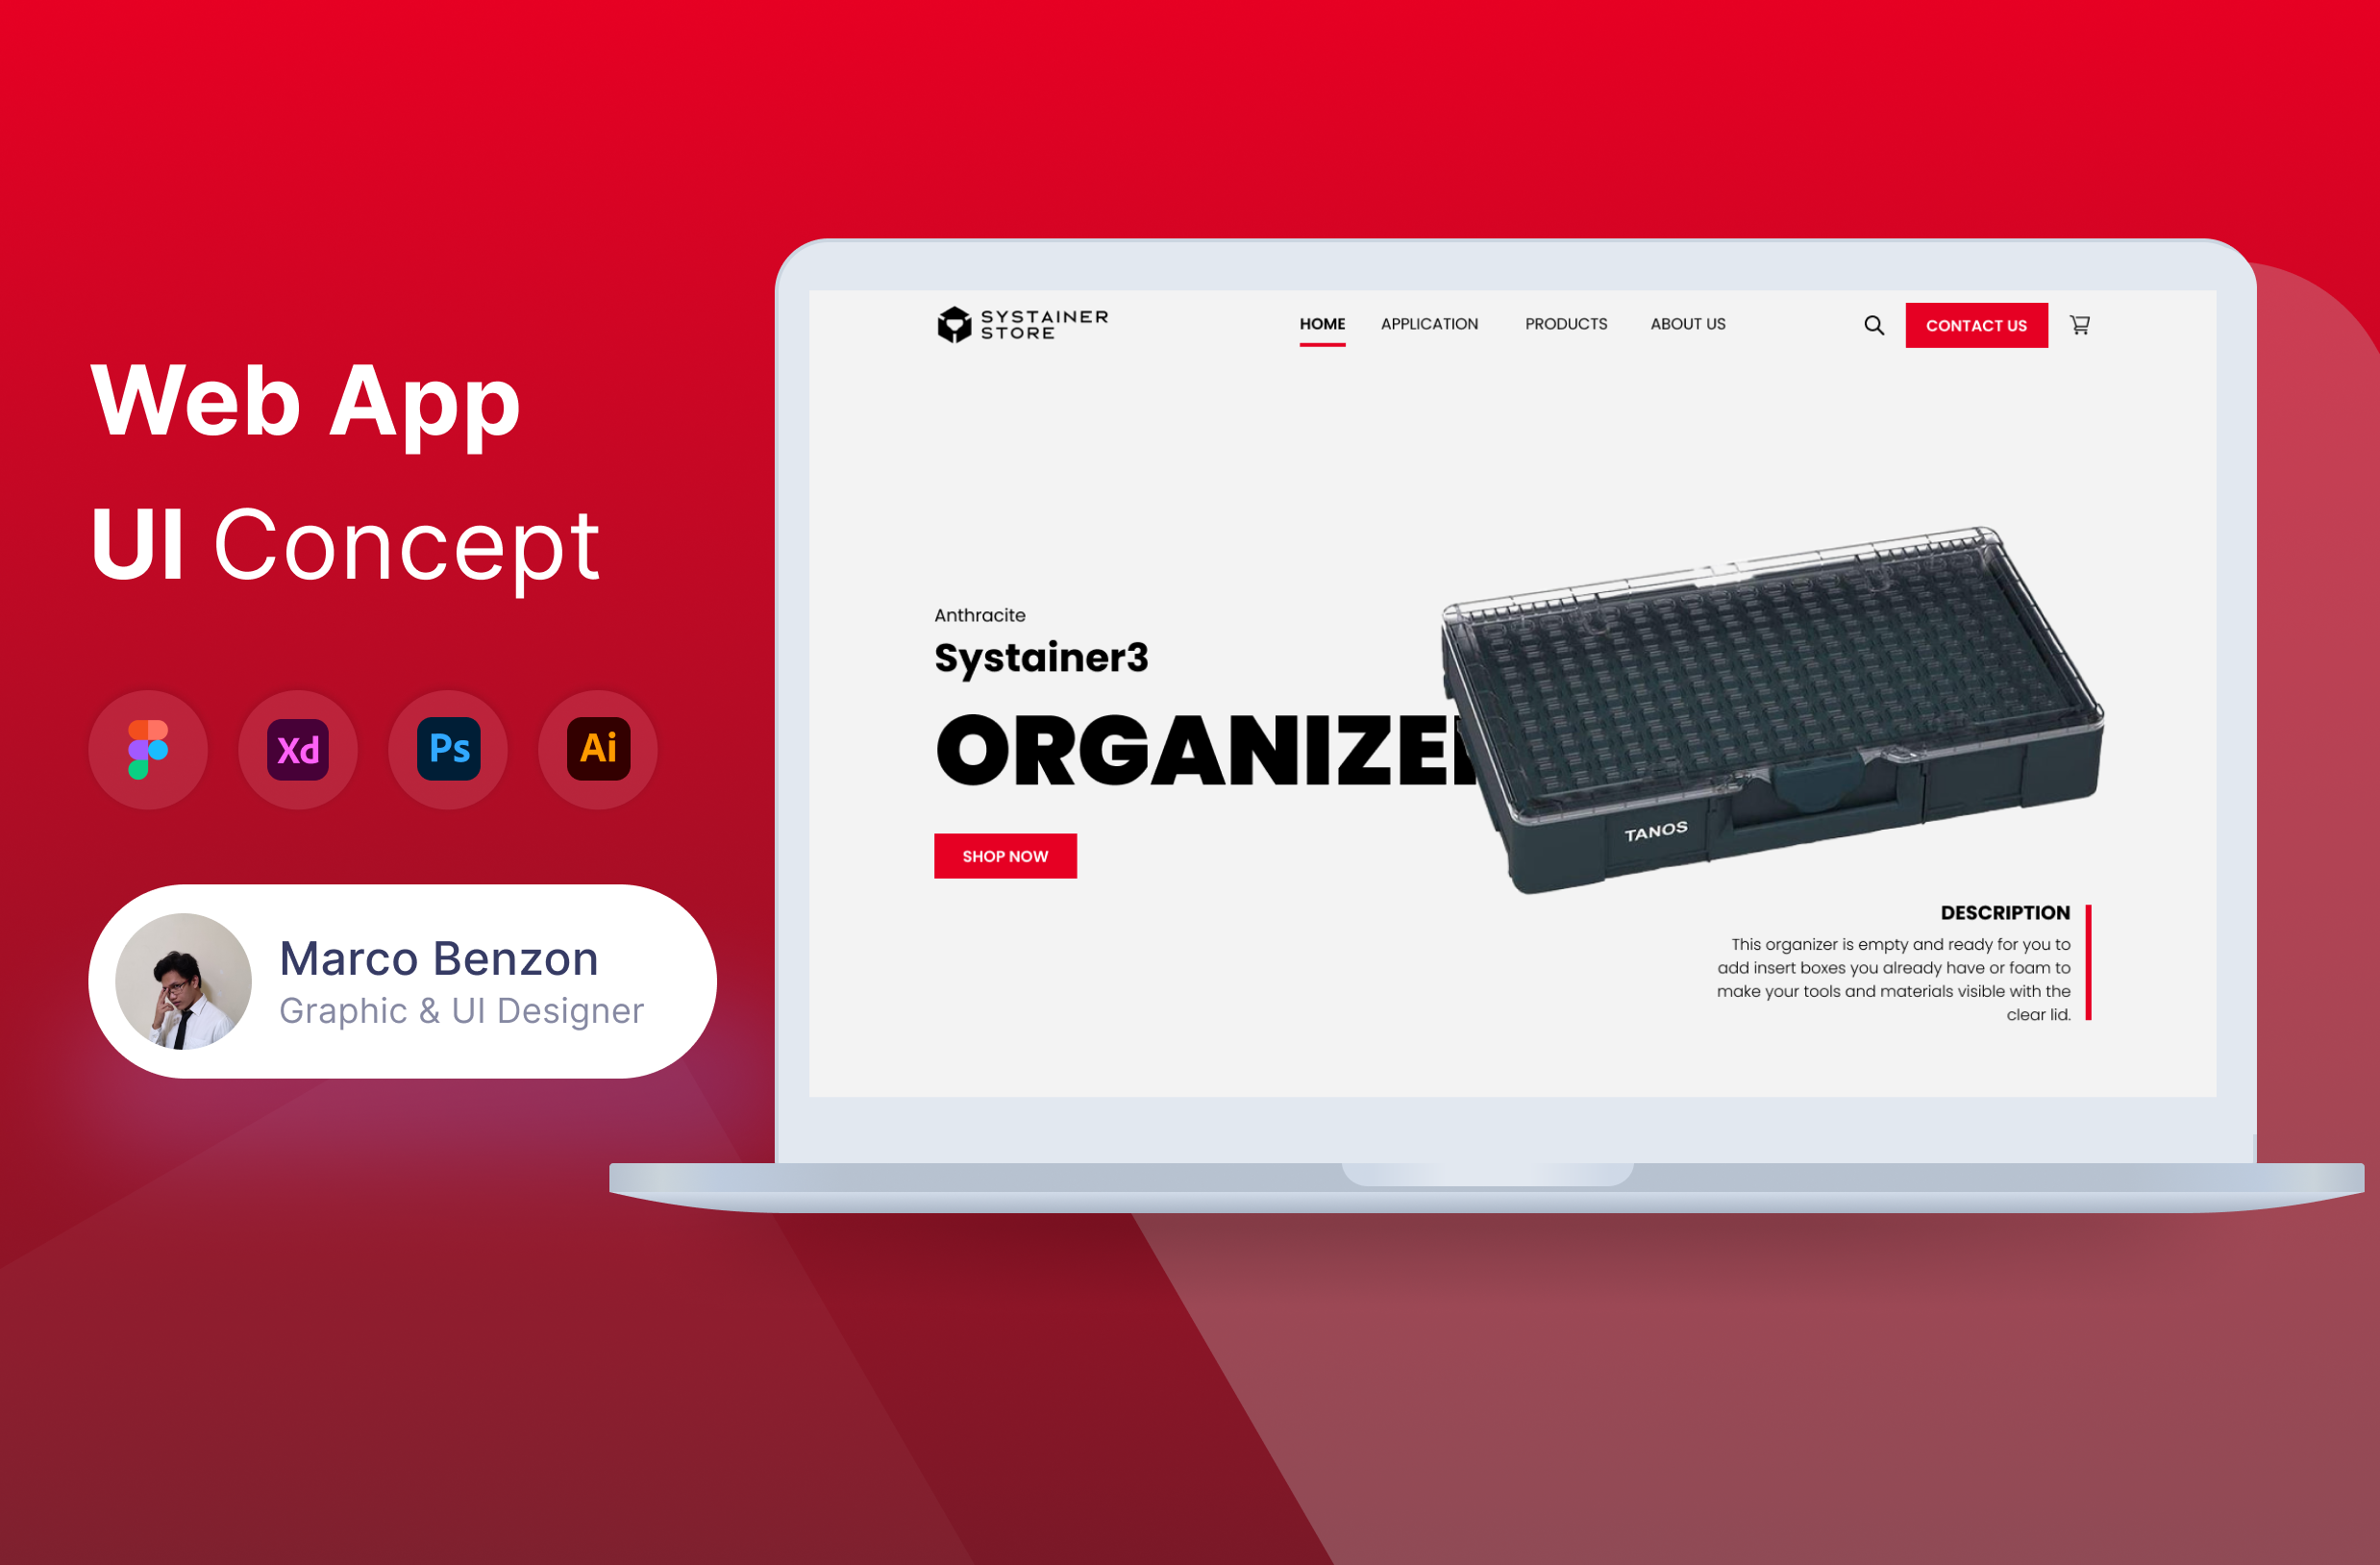 Web App
UI Concept
Xd
Ps
Ai
Marco Benzon
Graphic & UI Designer
SYSTAINER
STORE
HOME
APPLICATION
PRODUCTS
ABOUT US
CONTACT US
Anthracite
Systainer3
ORGANIZER
SHOP NOW
TANOS
DESCRIPTION
This organizer is empty and ready for you to
add insert boxes you already have or foam to
make your tools and materials visible with the
clear lid.